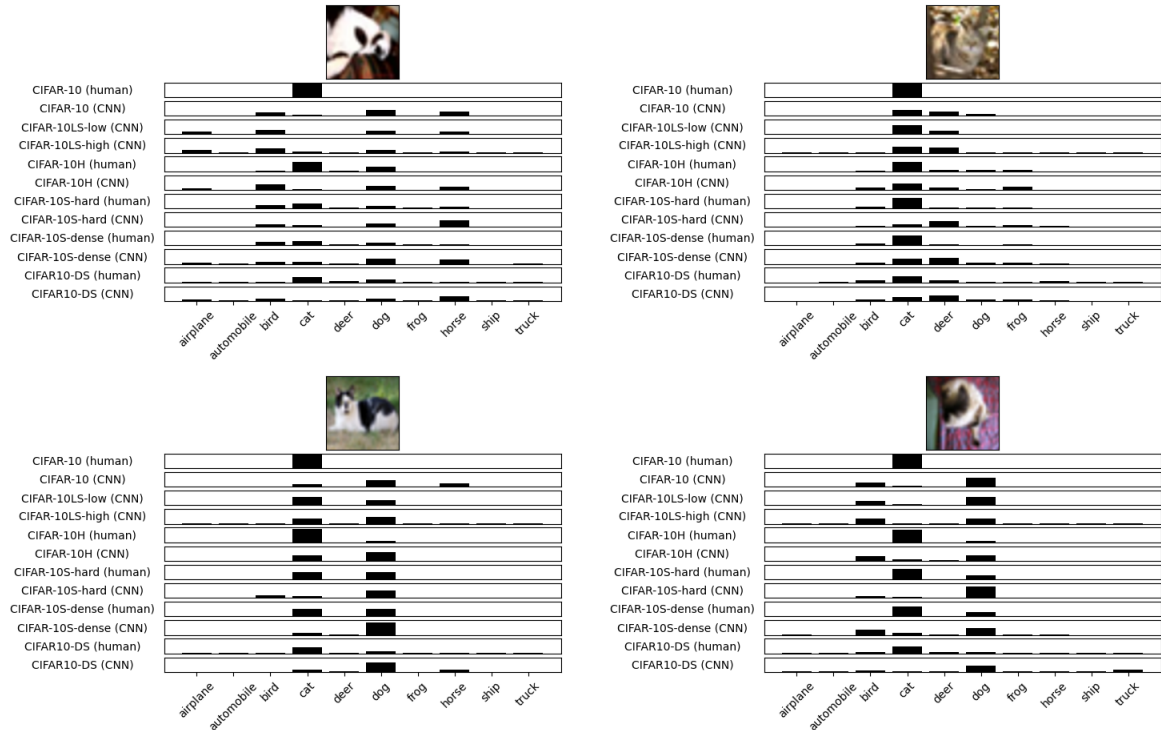 CIFAR-10 (human)
CIFAR-10 (CNN)
CIFAR-10LS-low (CNN)
CIFAR-10LS-high (CNN)
CIFAR-10H (human)
CIFAR-10H (CNN)
CIFAR-10S-hard (human)
CIFAR-10S-hard (CNN)
CIFAR-10S-dense (human)
CIFAR-10S-dense (CNN)
CIFAR10-DS (human)
CIFAR10-DS (CNN)
airplane automobile bird cat deer dog frog horse ship truck
CIFAR-10 (human)
CIFAR-10 (CNN)
CIFAR-10LS-low (CNN)
CIFAR-10LS-high (CNN)
CIFAR-10H (human)
CIFAR-10H (CNN)
CIFAR-10S-hard (human)
CIFAR-10S-hard (CNN)
CIFAR-10S-dense (human)
CIFAR-10S-dense (CNN)
CIFAR10-DS (human)
CIFAR10-DS (CNN)
airplane automobile bird cat deer dog frog horse ship truck
CIFAR-10 (human)
CIFAR-10 (CNN)
CIFAR-10LS-low (CNN)
CIFAR-10LS-high (CNN)
CIFAR-10H (human)
CIFAR-10H (CNN)
CIFAR-10S-hard (human)
CIFAR-10S-hard (CNN)
CIFAR-10S-dense (human)
CIFAR-10S-dense (CNN)
CIFAR10-DS (human)
CIFAR10-DS (CNN)
airplane automobile bird cat deer dog frog horse ship truck
CIFAR-10 (human)
CIFAR-10 (CNN)
CIFAR-10LS-low (CNN)
CIFAR-10LS-high (CNN)
CIFAR-10H (human)
CIFAR-10H (CNN)
CIFAR-10S-hard (human)
CIFAR-10S-hard (CNN)
CIFAR-10S-dense (human)
CIFAR-10S-dense (CNN)
CIFAR10-DS (human)
CIFAR10-DS (CNN)
airplane automobile bird cat deer dog frog horse ship truck